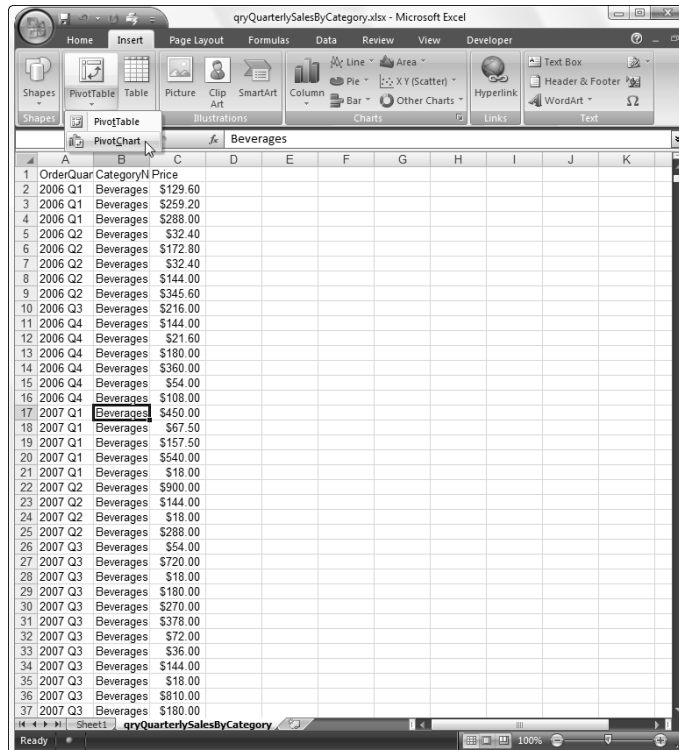 qryQuarterlySalesByCategory.xlsx - Microsoft Excel
Home Insert Page Layout Formulas Data Review View Developer
Shapes PivotTable Table Picture Clip Art SmartArt Column Line Area Pie X Y (Scatter) Bar Other Charts Hyperlink Text Box Header & Footer WordArt Ω
Shapes Illustrations Charts Links Text
PivotTable
PivotChart
fx Beverages
A B C D E F G H I J K
1 OrderQuar CategoryN Price
2 2006 Q1 Beverages $129.60
3 2006 Q1 Beverages $259.20
4 2006 Q1 Beverages $288.00
5 2006 Q2 Beverages $32.40
6 2006 Q2 Beverages $172.80
7 2006 Q2 Beverages $32.40
8 2006 Q2 Beverages $144.00
9 2006 Q2 Beverages $345.60
10 2006 Q3 Beverages $216.00
11 2006 Q4 Beverages $144.00
12 2006 Q4 Beverages $21.60
13 2006 Q4 Beverages $180.00
14 2006 Q4 Beverages $360.00
15 2006 Q4 Beverages $54.00
16 2006 Q4 Beverages $108.00
17 2007 Q1 Beverages $450.00
18 2007 Q1 Beverages $67.50
19 2007 Q1 Beverages $157.50
20 2007 Q1 Beverages $540.00
21 2007 Q1 Beverages $18.00
22 2007 Q2 Beverages $900.00
23 2007 Q2 Beverages $144.00
24 2007 Q2 Beverages $18.00
25 2007 Q2 Beverages $288.00
26 2007 Q3 Beverages $54.00
27 2007 Q3 Beverages $720.00
28 2007 Q3 Beverages $18.00
29 2007 Q3 Beverages $180.00
30 2007 Q3 Beverages $270.00
31 2007 Q3 Beverages $378.00
32 2007 Q3 Beverages $72.00
33 2007 Q3 Beverages $36.00
34 2007 Q3 Beverages $144.00
35 2007 Q3 Beverages $18.00
36 2007 Q3 Beverages $810.00
37 2007 Q3 Beverages $180.00
Sheet1 qryQuarterlySalesByCategory
Ready 100%